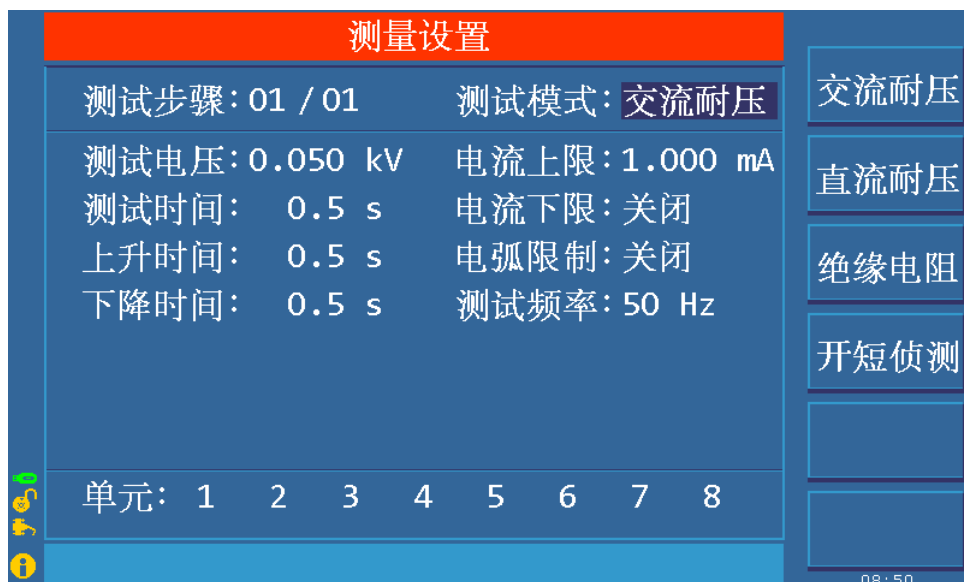 测量设置
测试步骤：01 / 01 测试模式：交流耐压
测试电压：0.050 kV 电流上限：1.000 mA
测试时间： 0.5 s 电流下限：关闭
上升时间： 0.5 s 电弧限制：关闭
下降时间： 0.5 s 测试频率：50 Hz
单元： 1 2 3 4 5 6 7 8
交流耐压
直流耐压
绝缘电阻
开短侦测
08:50